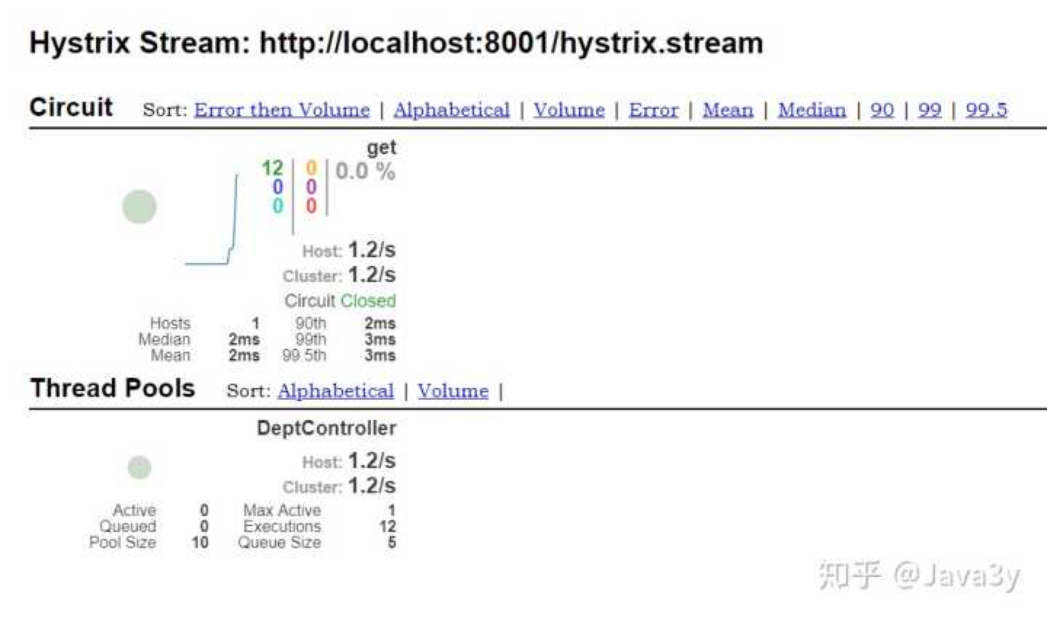 Hystrix Stream: http://localhost:8001/hystrix.stream
Circuit Sort: Error then Volume | Alphabetical | Volume | Error | Mean | Median | 90 | 99 | 99.5
get
12 0 0.0 %
0 0
0 0
Host: 1.2/s
Cluster: 1.2/s
Circuit Closed
Hosts 1 90th 2ms
Median 2ms 99th 3ms
Mean 2ms 99.5th 3ms
Thread Pools Sort: Alphabetical | Volume |
DeptController
Host: 1.2/s
Cluster: 1.2/s
Active 0 Max Active 1
Queued 0 Executions 12
Pool Size 10 Queue Size 5
知乎 @Java3y